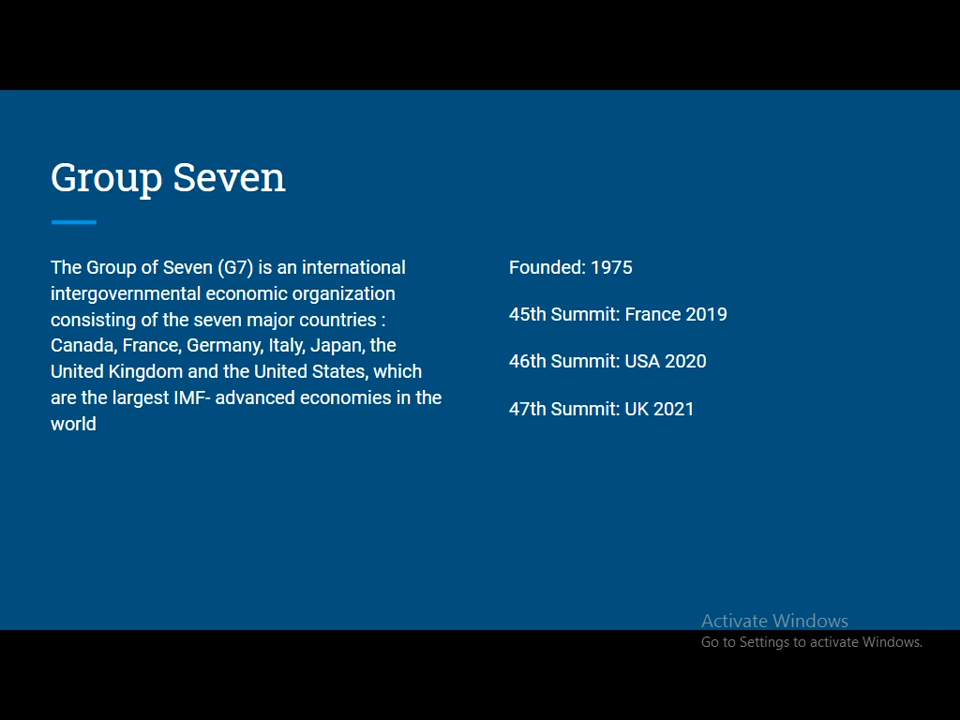 Group Seven
The Group of Seven (G7) is an international
intergovernmental economic organization
consisting of the seven major countries :
Canada, France, Germany, Italy, Japan, the
United Kingdom and the United States, which
are the largest IMF- advanced economies in the
world
Founded: 1975
45th Summit: France 2019
46th Summit: USA 2020
47th Summit: UK 2021
Activate Windows
Go to Settings to activate Windows.